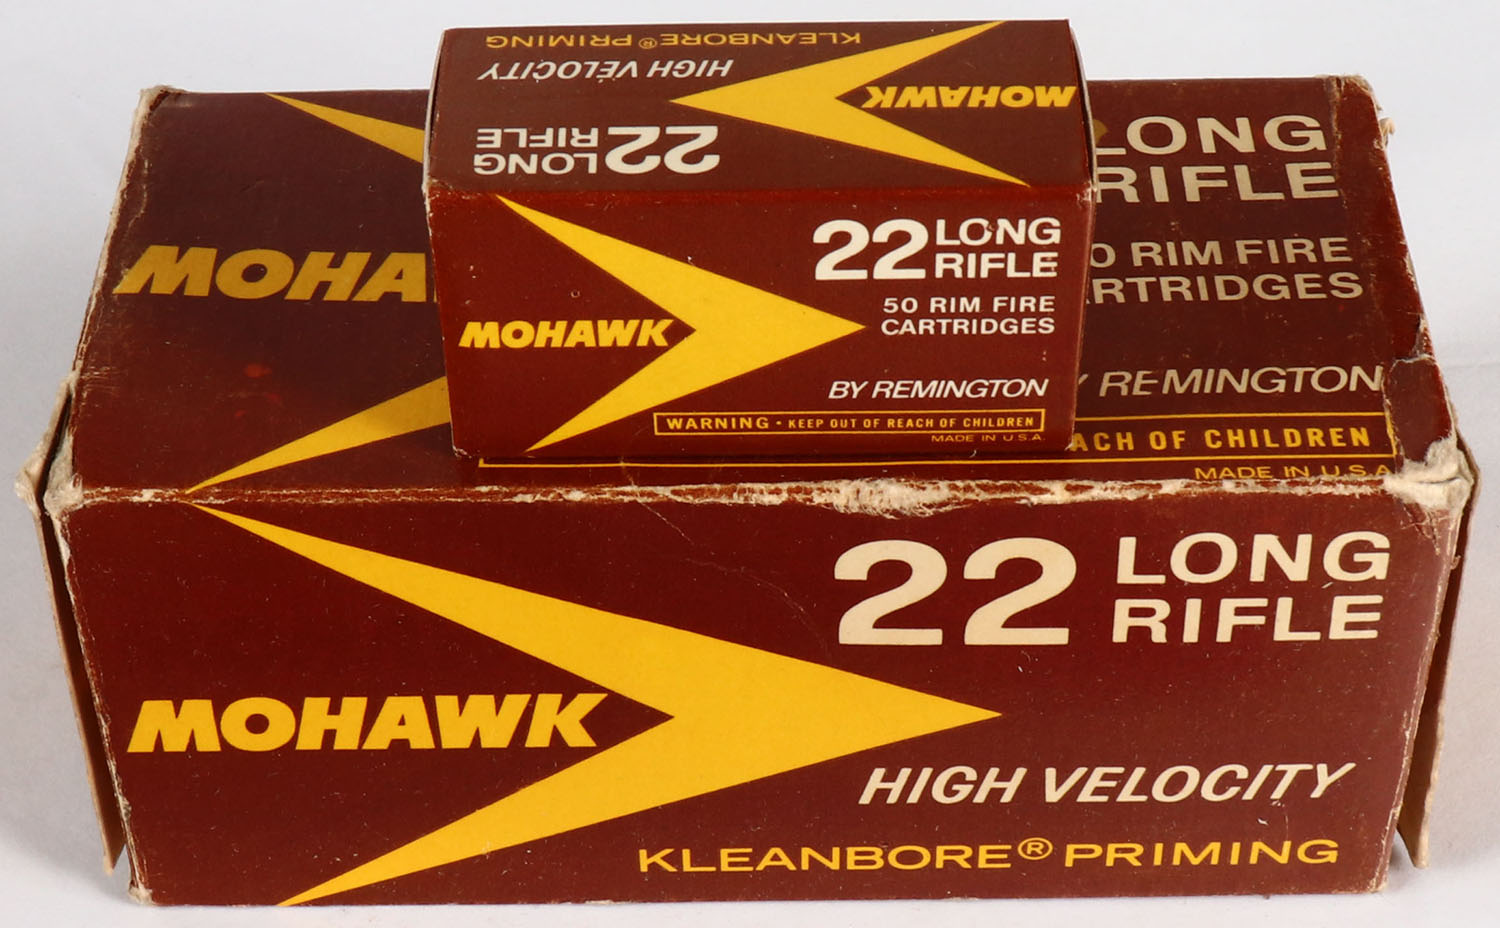 KLEANBORE® PRIMING
HIGH VELOCITY
MOHAWK
22 LONG
RIFLE
22 LONG
RIFLE
50 RIM FIRE
CARTRIDGES
MOHAWK
BY REMINGTON
WARNING • KEEP OUT OF REACH OF CHILDREN
MADE IN U.S.A.
LONG
RIFLE
RIM FIRE
MOHA
RTRIDGES
REMINGTON
ACH OF CHILDREN
MADE IN U.S.A
22 LONG
RIFLE
MOHAWK
HIGH VELOCITY
KLEANBORE® PRIMING